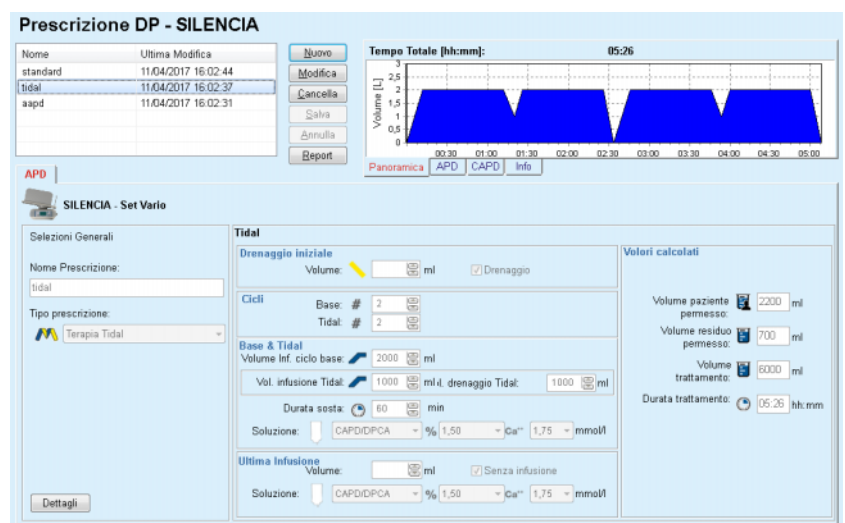 Prescrizione DP - SILENCIA
Nome Ultima Modifica
standard 11/04/2017 16:02:44
tidal 11/04/2017 16:02:37
aapd 11/04/2017 16:02:31
Nuovo
Modifica
Cancella
Salva
Annulla
Report
Tempo Totale [hh:mm]: 05:26
Volume [L]
3
2,5
2
1,5
1
0,5
0
00:30 01:00 01:30 02:00 02:30 03:00 03:30 04:00 04:30 05:00
Panoramica APD CAPD Info
APD
SILENCIA - Set Vario
Selezioni Generali
Nome Prescrizione:
tidal
Tipo prescrizione:
Terapia Tidal
Dettagli
Tidal
Drenaggio iniziale
Volume: ml Drenaggio
Cicli
Base: # 2
Tidal: # 2
Base & Tidal
Volume Inf. ciclo base: 2000 ml
Vol. infusione Tidal: 1000 ml il. drenaggio Tidal: 1000 ml
Durata sosta: 60 min
Soluzione: CAPD/DPCA % 1,50 Ca⁺⁺ 1,75 mmol/l
Ultima Infusione
Volume: ml Senza infusione
Soluzione: CAPD/DPCA % 1,50 Ca⁺⁺ 1,75 mmol/l
Valori calcolati
Volume paziente permesso: 2200 ml
Volume residuo permesso: 700 ml
Volume trattamento: 6000 ml
Durata trattamento: 05:26 hh:mm